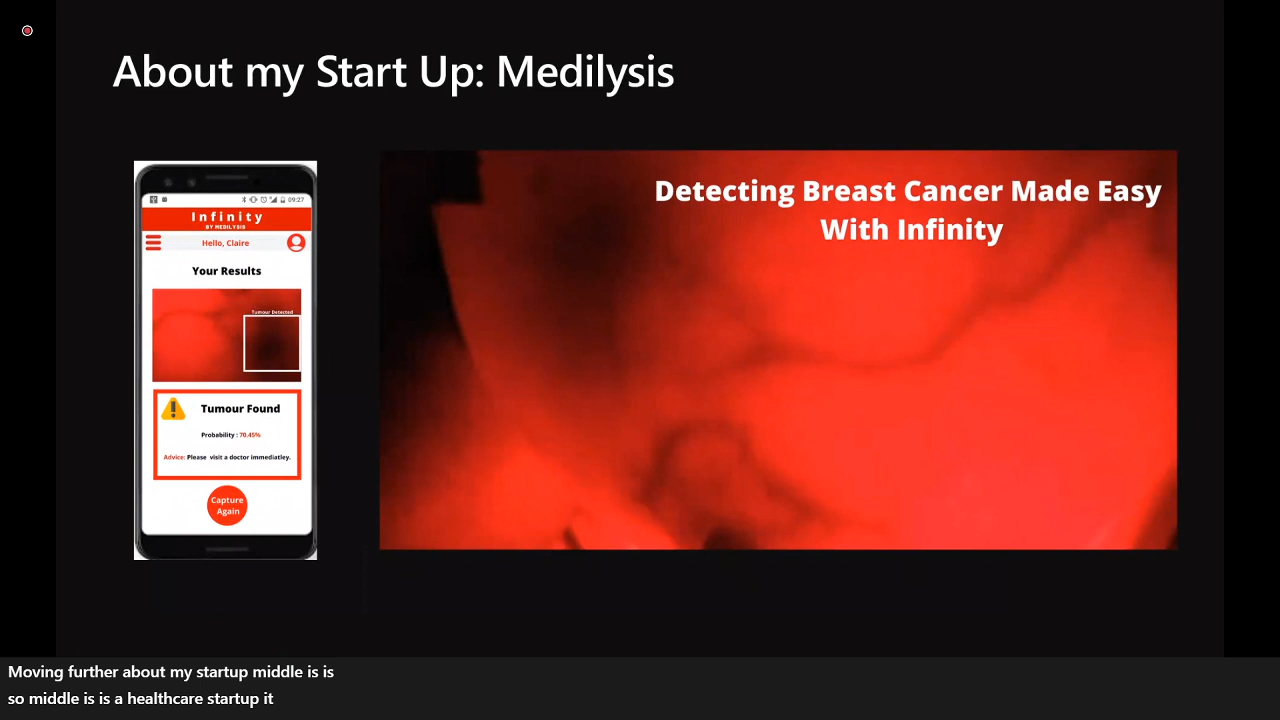 About my Start Up: Medilysis
09:27
Infinity
BY MEDILYSIS
Hello, Claire
Your Results
Tumour Detected
Tumour Found
Probability : 70.45%
Advice: Please visit a doctor immediatley.
Capture
Again
Detecting Breast Cancer Made Easy
With Infinity
Moving further about my startup middle is is
so middle is is a healthcare startup it